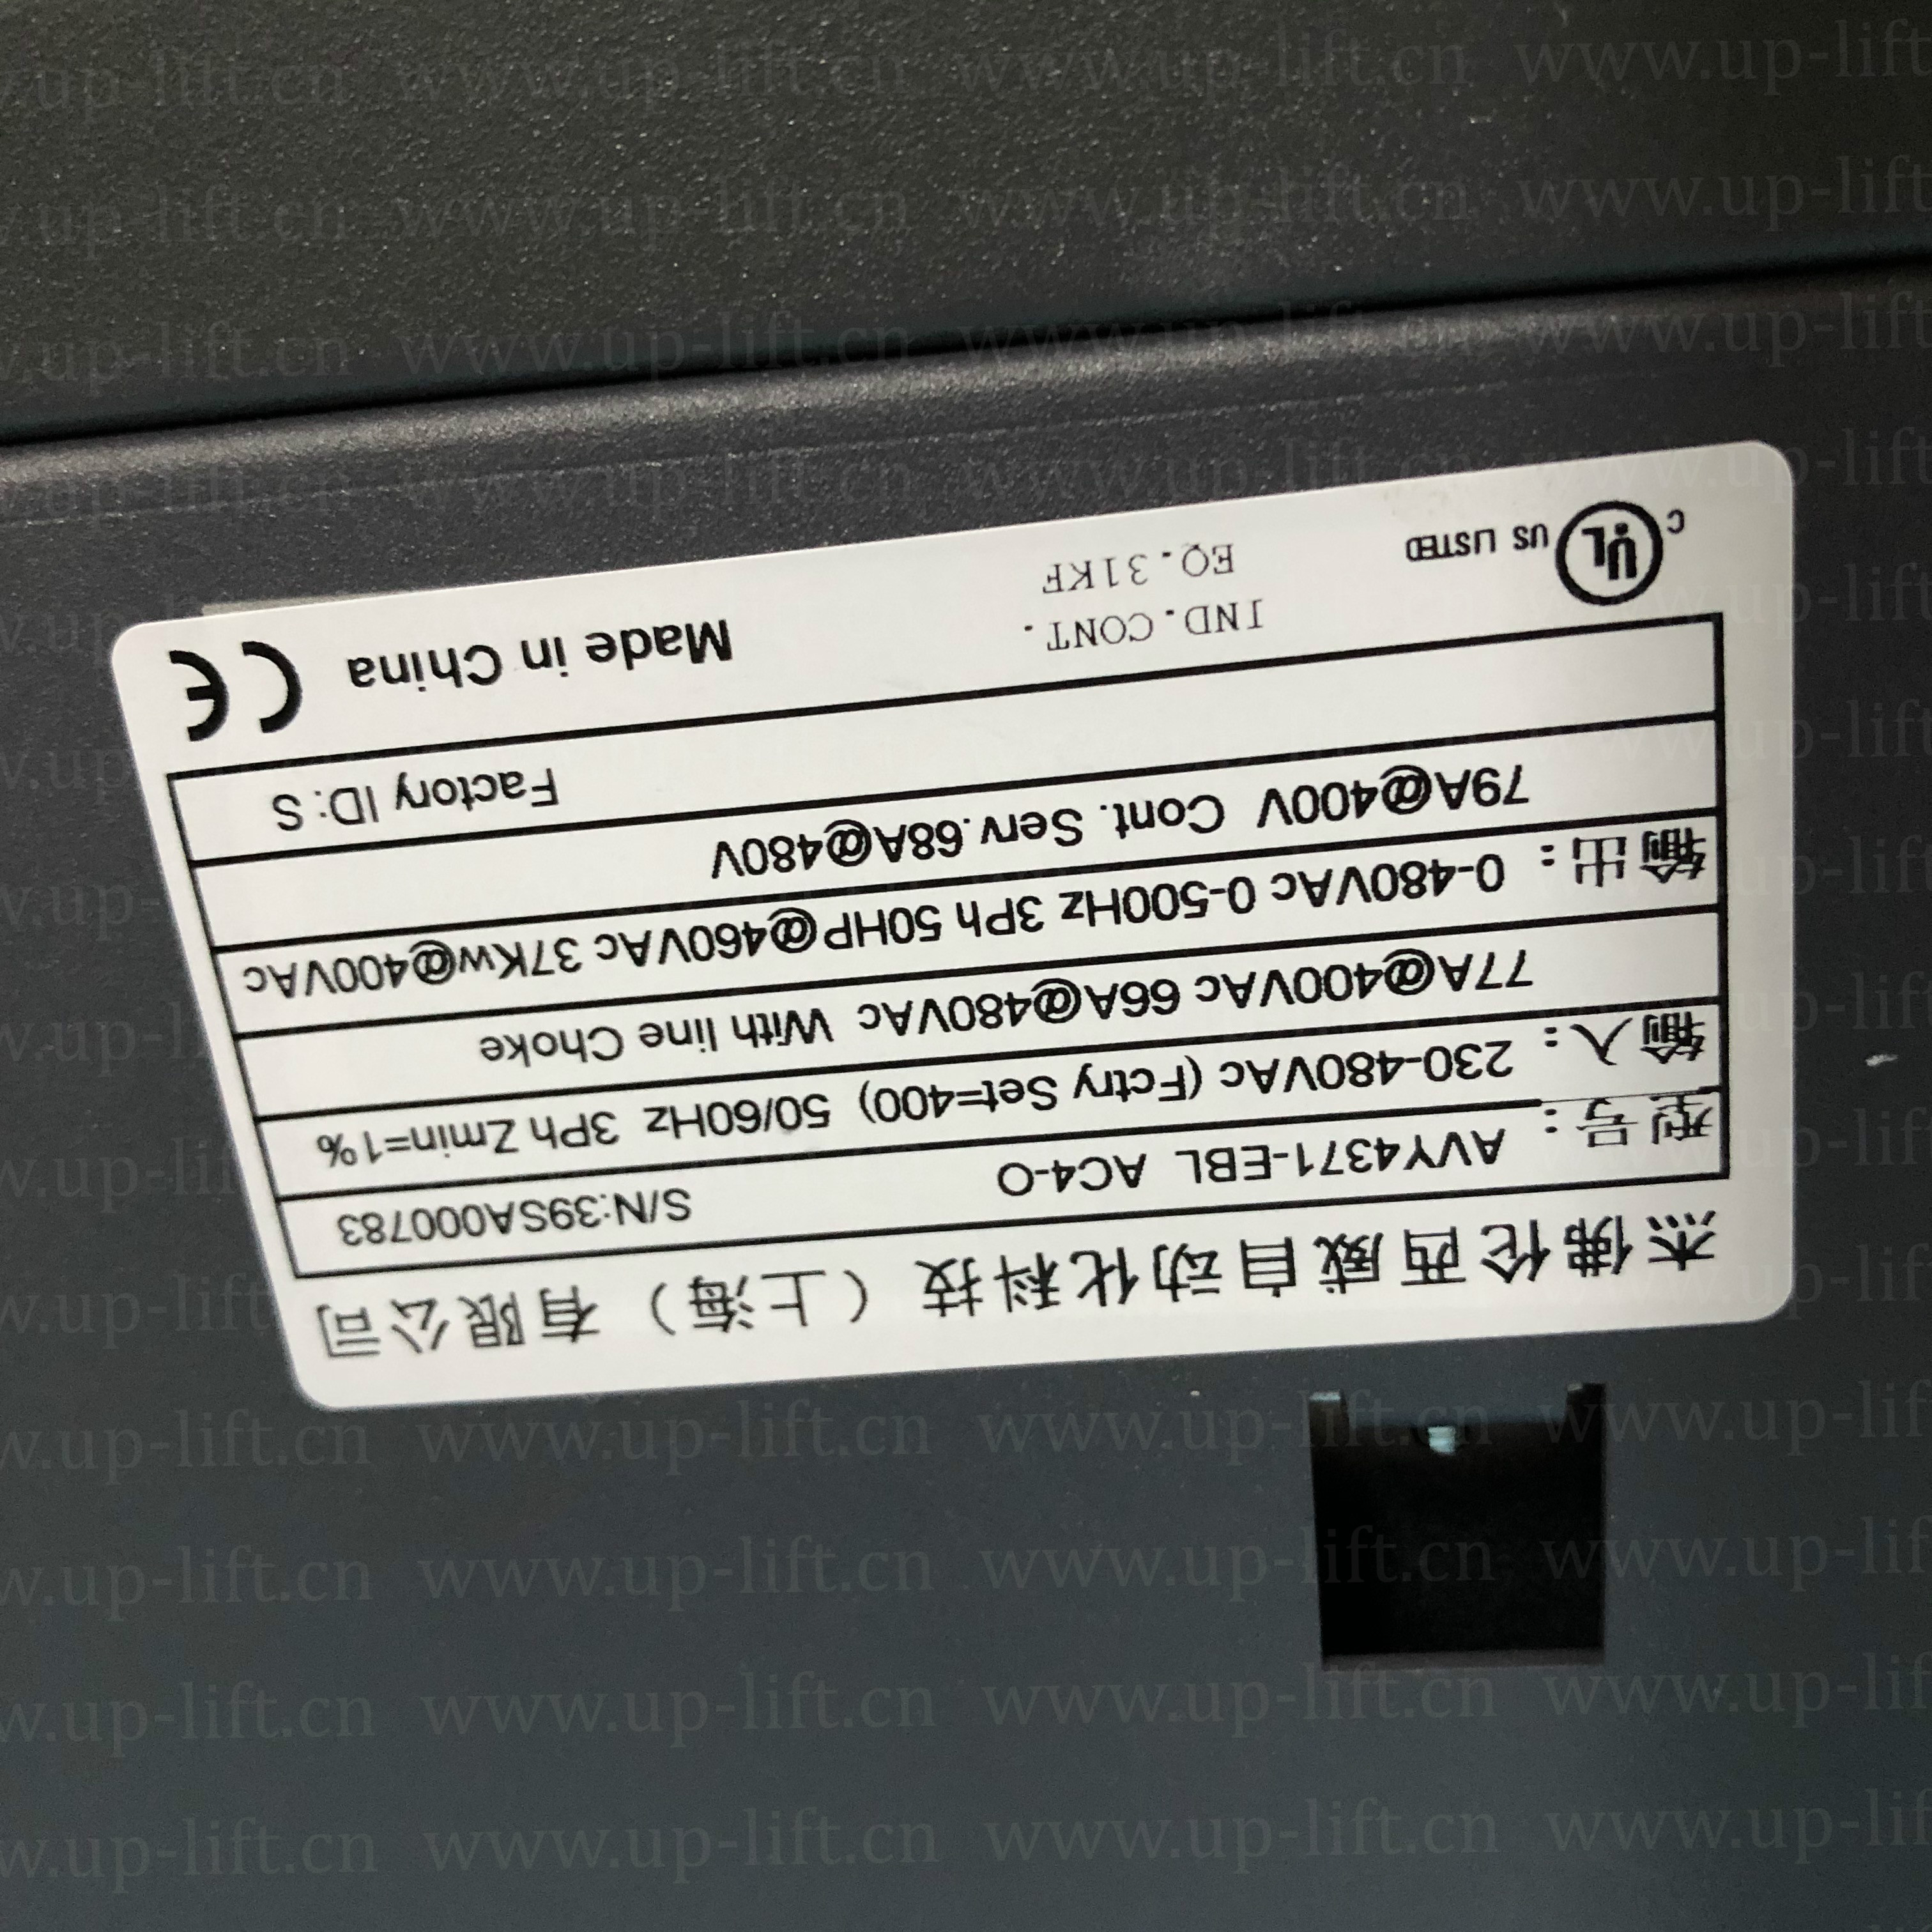 杰佛伦西威自动化科技（上海）有限公司
型号： AVY4371-EBL AC4-O S/N:39SA000783
输入： 230-480VAc (Fctry Set=400) 50/60Hz 3Ph Zmin=1%
77A@400VAc 66A@480VAc With line Choke
输出： 0-480VAc 0-500Hz 3Ph 50HP@460VAc 37Kw@400VAc
79A@400V Cont. Serv.68A@480V
Factory ID:S
C UL US LISTED
IND.CONT.
EQ.31KF
Made in China CE
www.up-lift.cn